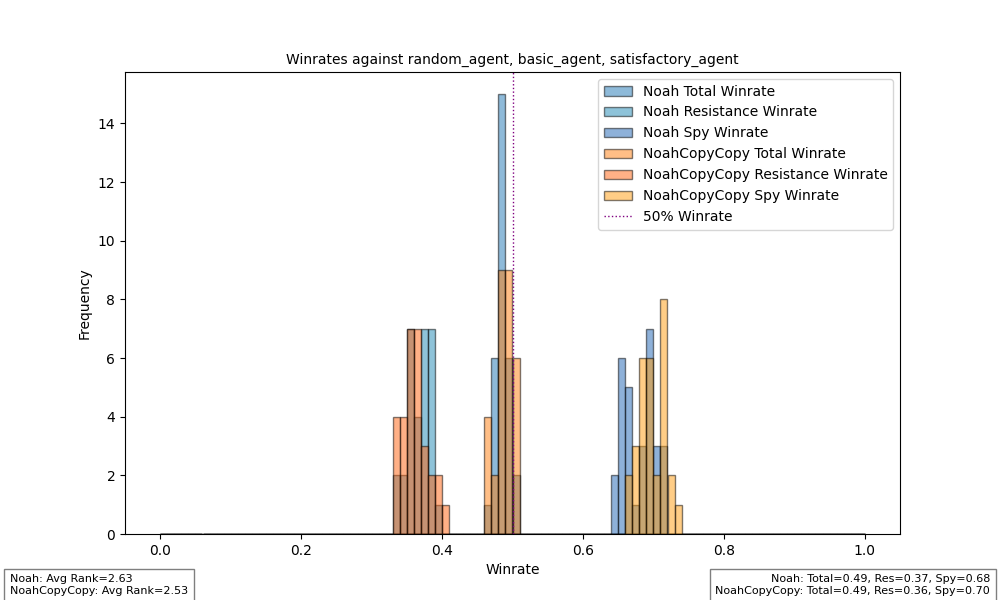 Winrates against random_agent, basic_agent, satisfactory_agent
Noah Total Winrate
Noah Resistance Winrate
Noah Spy Winrate
NoahCopyCopy Total Winrate
NoahCopyCopy Resistance Winrate
NoahCopyCopy Spy Winrate
50% Winrate
Frequency
14
12
10
8
6
4
2
0
0.0
0.2
0.4
0.6
0.8
1.0
Winrate
Noah: Avg Rank=2.63
NoahCopyCopy: Avg Rank=2.53
Noah: Total=0.49, Res=0.37, Spy=0.68
NoahCopyCopy: Total=0.49, Res=0.36, Spy=0.70